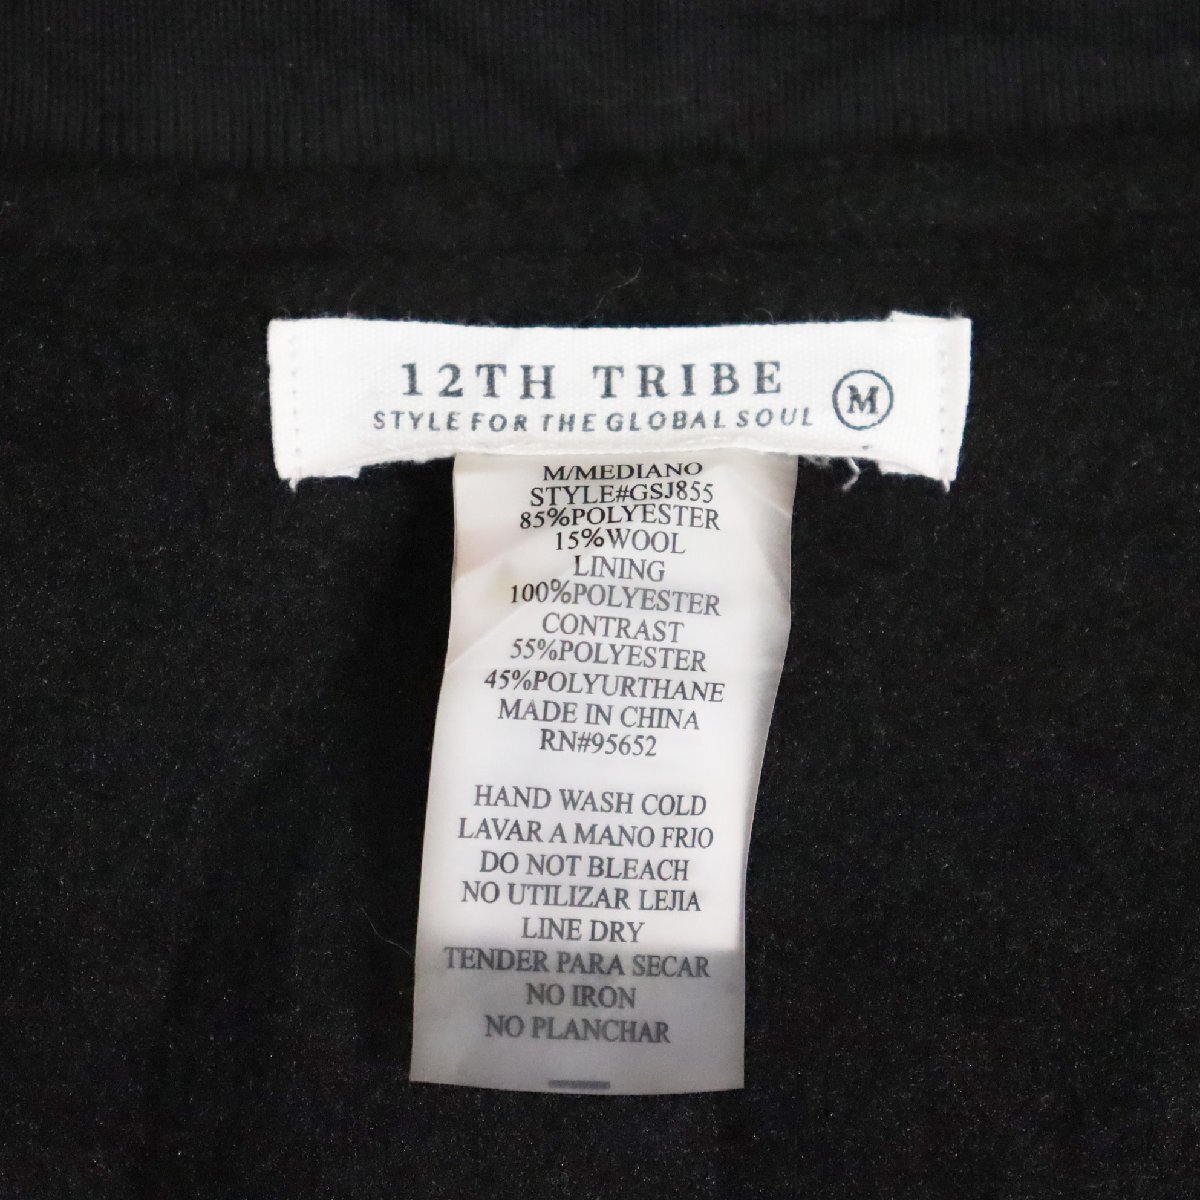 12TH TRIBE
STYLE FOR THE GLOBAL SOUL
M
M/MEDIANO
STYLE#GSJ855
85%POLYESTER
15%WOOL
LINING
100%POLYESTER
CONTRAST
55%POLYESTER
45%POLYURTHANE
MADE IN CHINA
RN#95652
HAND WASH COLD
LAVAR A MANO FRIO
DO NOT BLEACH
NO UTILIZAR LEJIA
LINE DRY
TENDER PARA SECAR
NO IRON
NO PLANCHAR